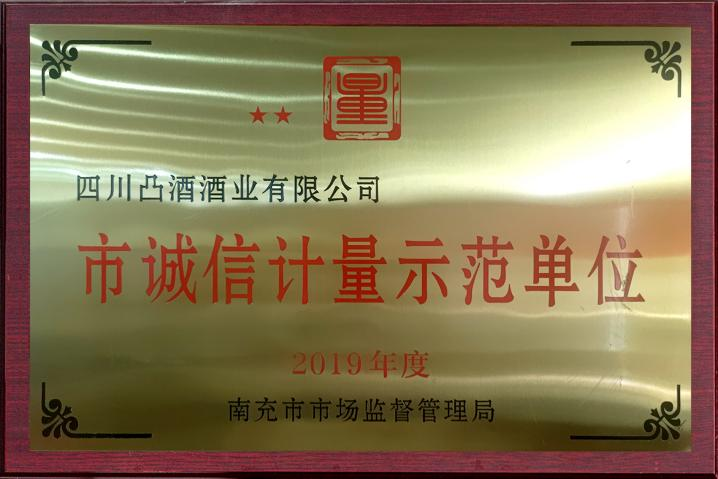 量
★★
四川凸酒酒业有限公司
市诚信计量示范单位
2019年度
南充市市场监督管理局